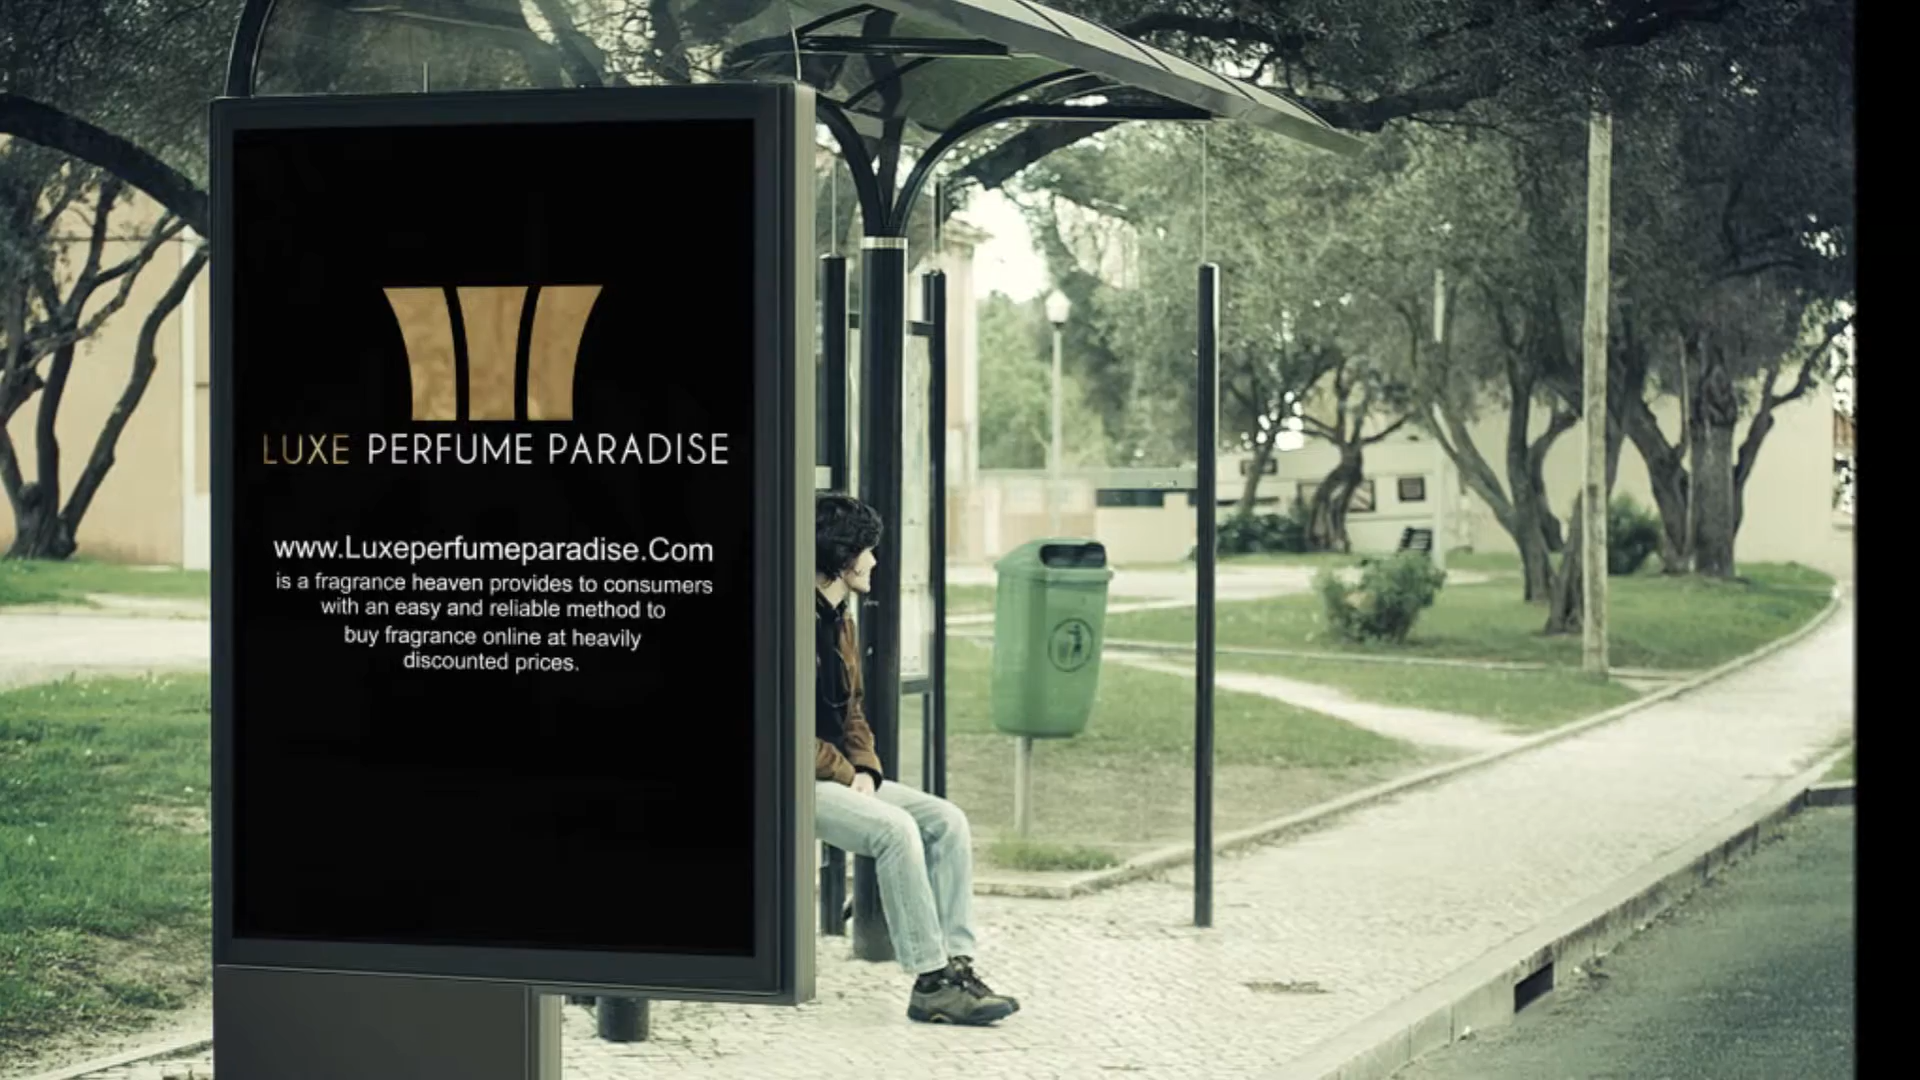 LUXE PERFUME PARADISE
www.Luxeperfumeparadise.Com
is a fragrance heaven provides to consumers
with an easy and reliable method to
buy fragrance online at heavily
discounted prices.